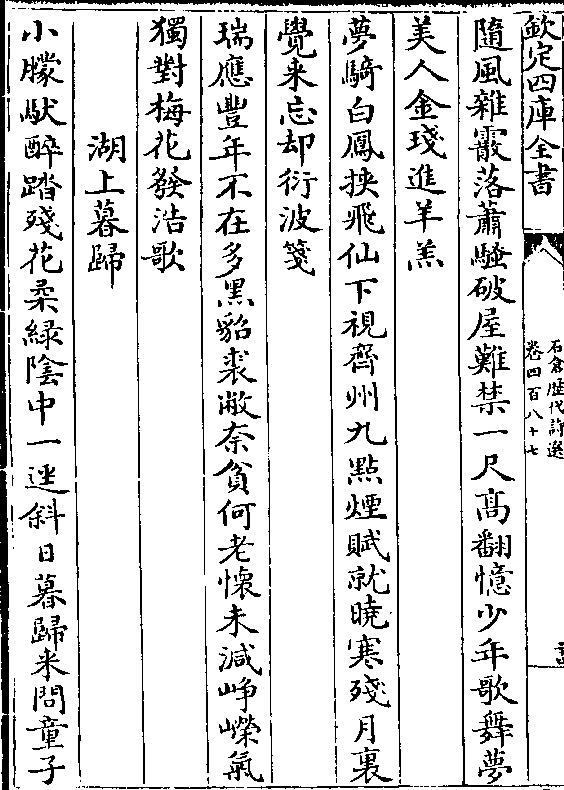 欽定四庫全書
石倉歴代詩選
卷四百八十七
隨風雜霰落蕭騷破屋難禁一尺髙翻憶少年歌舞夢
美人金琖進羊羔
夢騎白鳳挾飛仙下視齊州九點煙賦就曉寒殘月裏
覺来忘却衍波箋
瑞應豐年不在多黑貂裘敝奈貧何老懐未減崢嶸氣
獨對梅花發浩歌
湖上暮歸
小朦馱醉踏殘花柔緑陰中一逕斜日暮歸来問童子